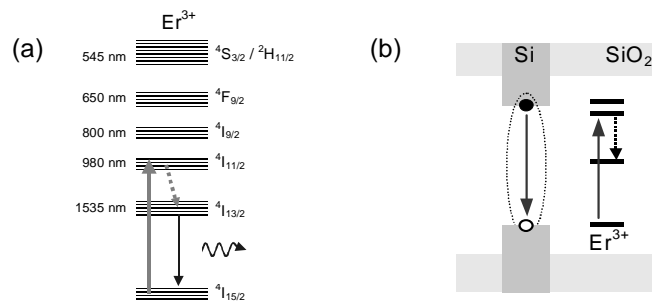 (a)
Er³⁺
545 nm
⁴S₃/₂ / ²H₁₁/₂
650 nm
⁴F₉/₂
800 nm
⁴I₉/₂
980 nm
⁴I₁₁/₂
1535 nm
⁴I₁₃/₂
⁴I₁₅/₂
(b)
Si
SiO₂
Er³⁺